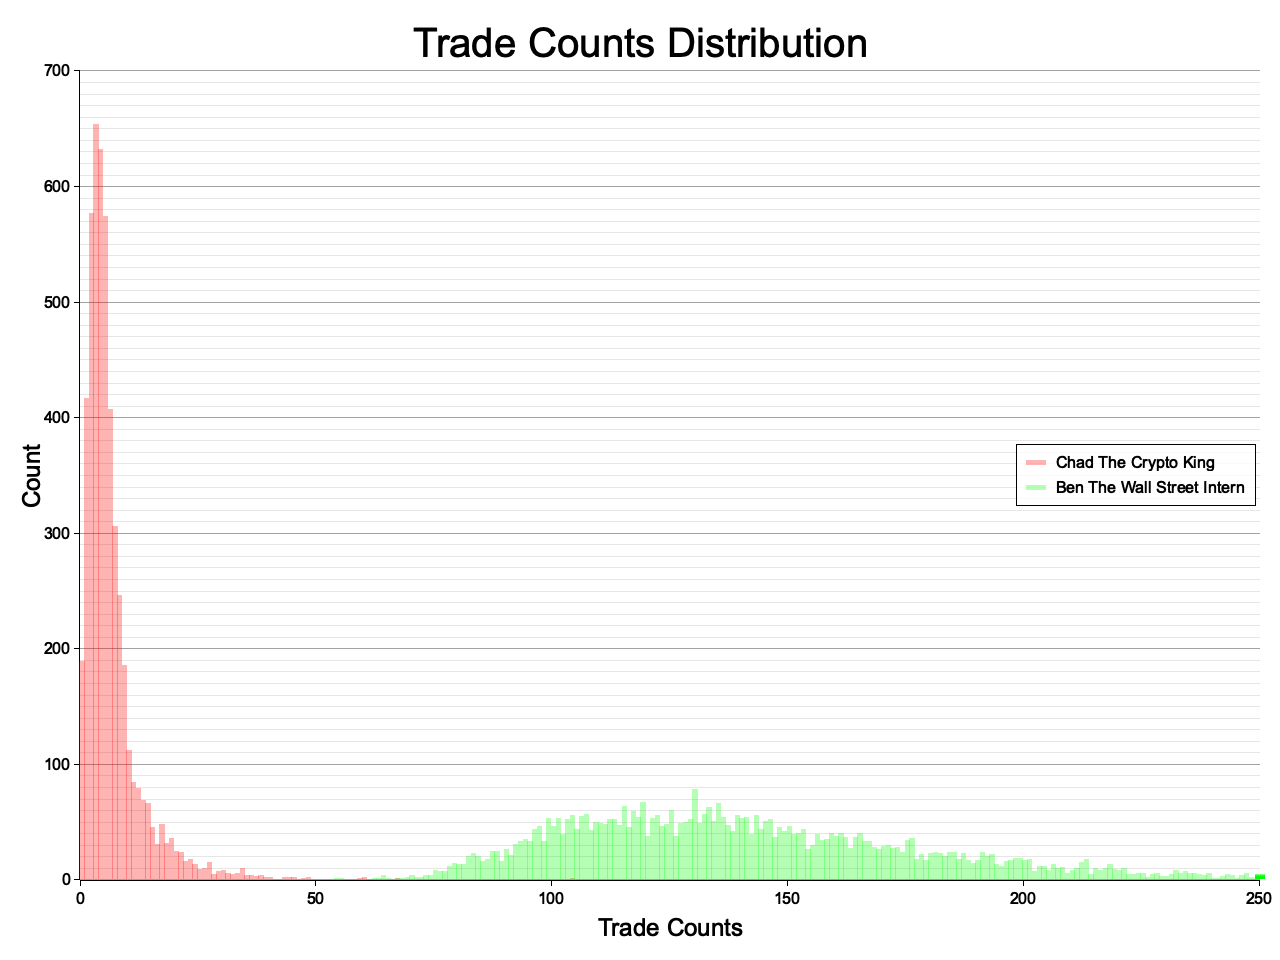 Trade Counts Distribution
700
600
500
400
300
200
100
0
Count
Chad The Crypto King
Ben The Wall Street Intern
0 50 100 150 200 250
Trade Counts